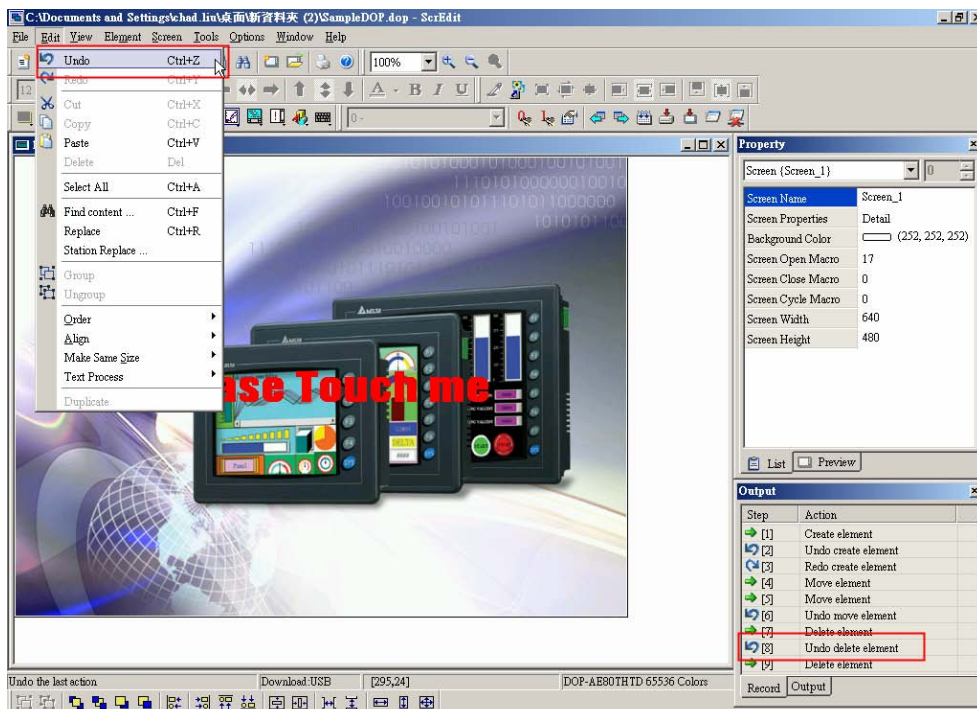 C:\Documents and Settings\chad.liu\桌面\新資料夾 (2)\SampleDOP.dop - ScrEdit
File Edit View Element Screen Tools Options Window Help
100%
12
B I U
0 -
Undo Ctrl+Z
Redo Ctrl+Y
Cut Ctrl+X
Copy Ctrl+C
Paste Ctrl+V
Delete Del
Select All Ctrl+A
Find content ... Ctrl+F
Replace Ctrl+R
Station Replace ...
Group
Ungroup
Order
Align
Make Same Size
Text Process
Duplicate
Touch me
DELTA
Property
Screen {Screen_1} 0
Screen Name Screen_1
Screen Properties Detail
Background Color (252, 252, 252)
Screen Open Macro 17
Screen Close Macro 0
Screen Cycle Macro 0
Screen Width 640
Screen Height 480
List Preview
Output
Step Action
[1] Create element
[2] Undo create element
[3] Redo create element
[4] Move element
[5] Move element
[6] Undo move element
[7] Delete element
[8] Undo delete element
[9] Delete element
Record Output
Undo the last action Download:USB [295,24] DOP-AE80THTD 65536 Colors